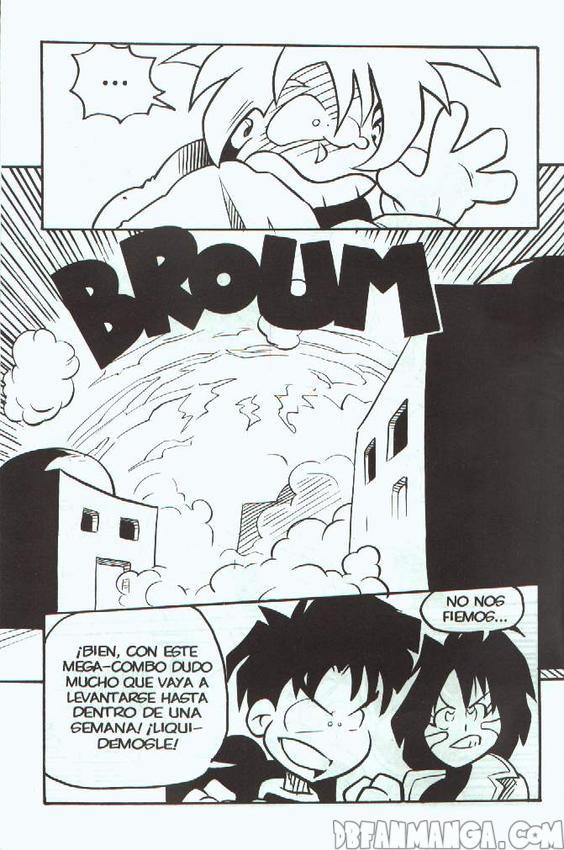 ...
BROUM
¡BIEN, CON ESTE
MEGA-COMBO DUDO
MUCHO QUE VAYA A
LEVANTARSE HASTA
DENTRO DE UNA
SEMANA! ¡LIQUI-
DEMOSLE!
NO NOS
FIEMOS...
DBFANMANGA.COM